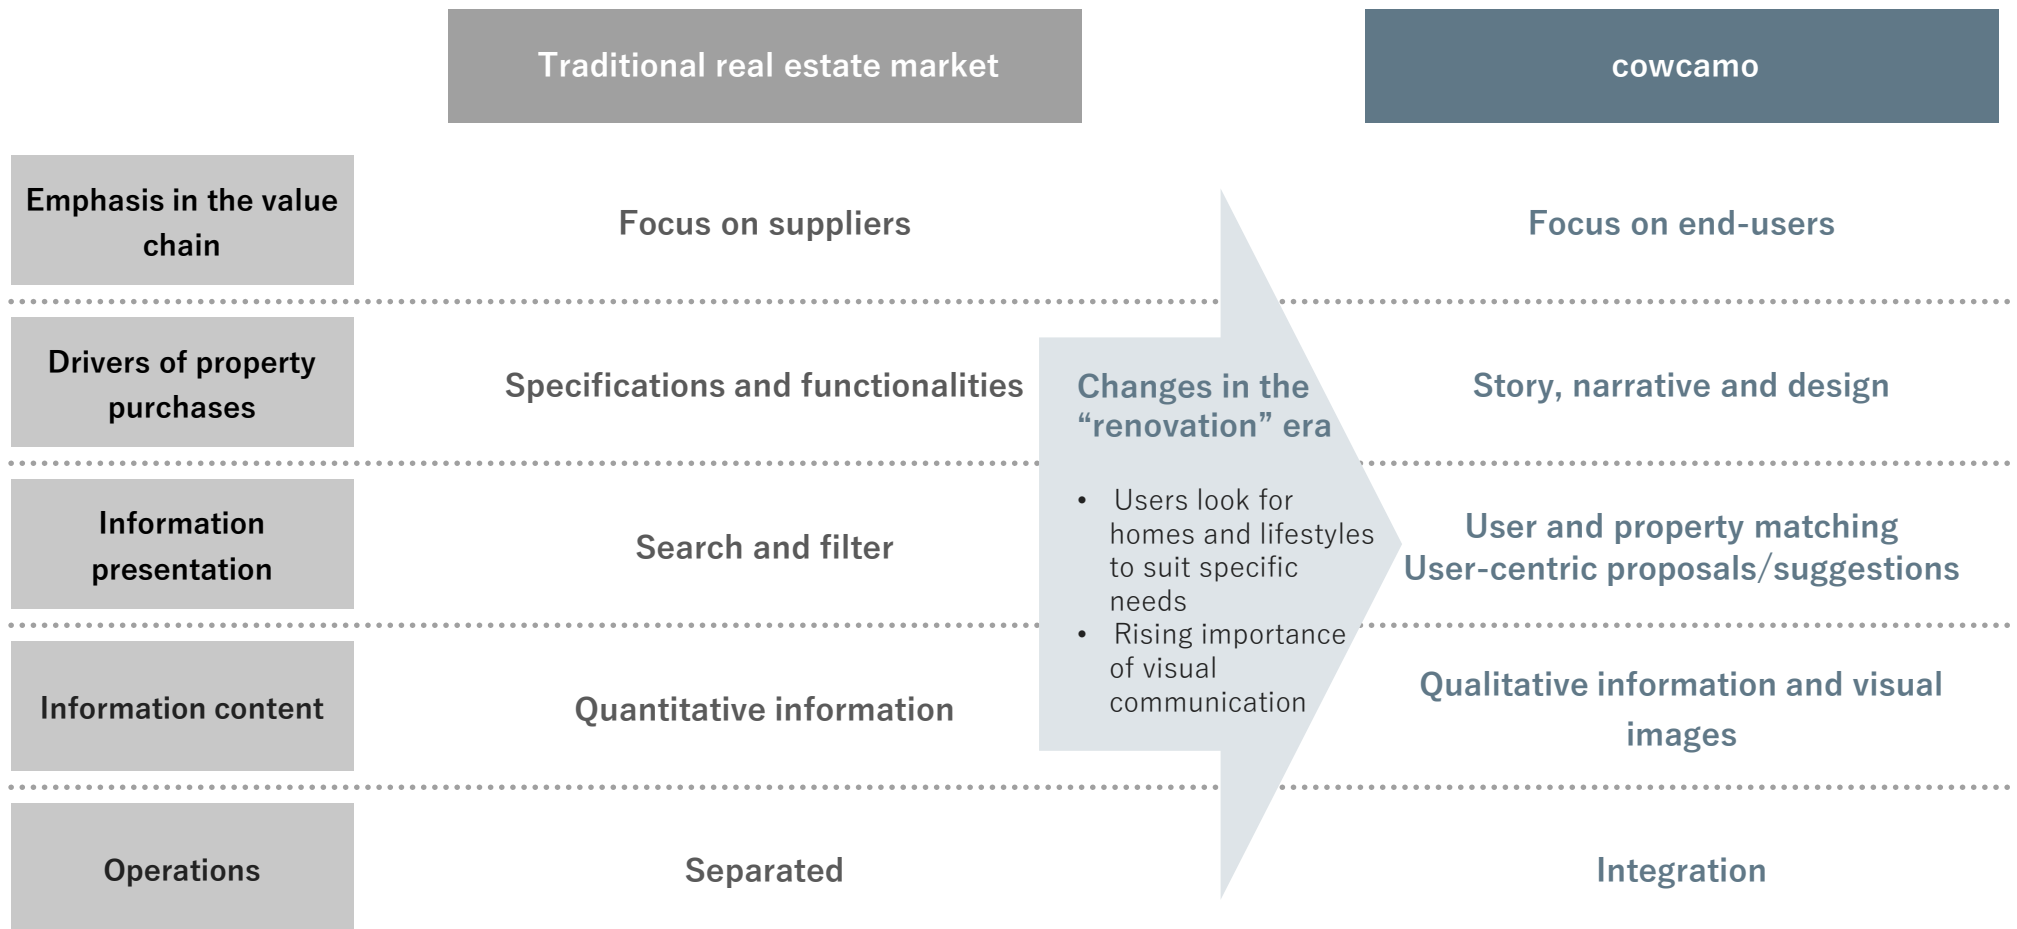 Traditional real estate market
cowcamo
Emphasis in the value
chain
Focus on suppliers
Focus on end-users
Drivers of property
purchases
Specifications and functionalities
Story, narrative and design
Information
presentation
Search and filter
User and property matching
User-centric proposals/suggestions
Information content
Quantitative information
Qualitative information and visual
images
Operations
Separated
Integration
Changes in the
“renovation” era
• Users look for
homes and lifestyles
to suit specific
needs
• Rising importance
of visual
communication